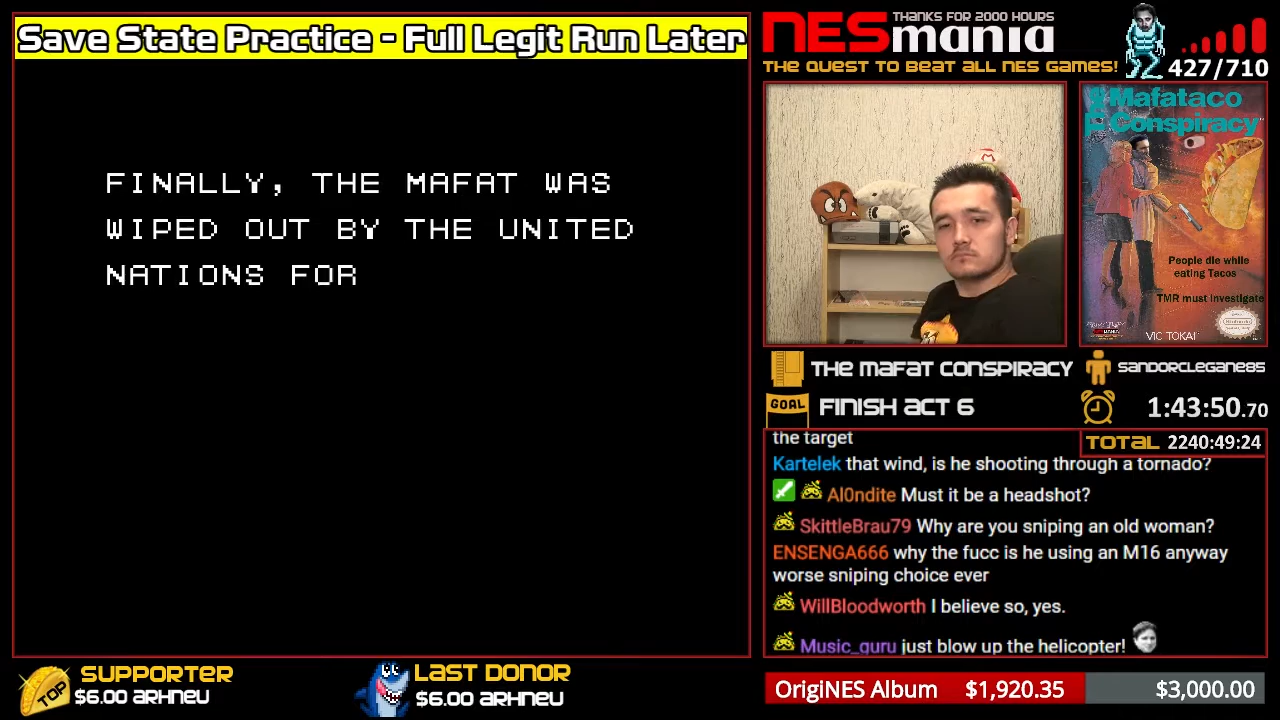 Save State Practice - Full Legit Run Later
FINALLY, THE MAFAT WAS
WIPED OUT BY THE UNITED
NATIONS FOR
SUPPORTER
$6.00 ARHNEU
TOP
LAST DONOR
$6.00 ARHNEU
NESmania
THANKS FOR 2000 HOURS
THE QUEST TO BEAT ALL NES GAMES!
427/710
Mafataco
Conspiracy
People die while
eating Tacos
TMR must investigate
VIC TOKAI
THE MAFAT CONSPIRACY
SANDORCLEGANE85
GOAL
FINISH ACT 6
1:43:50.70
TOTAL 2240:49:24
the target
Kartelek that wind, is he shooting through a tornado?
Al0ndite Must it be a headshot?
SkittleBrau79 Why are you sniping an old woman?
ENSENGA666 why the fucc is he using an M16 anyway
worse sniping choice ever
WillBloodworth I believe so, yes.
Music_guru just blow up the helicopter!
OrigiNES Album $1,920.35 $3,000.00